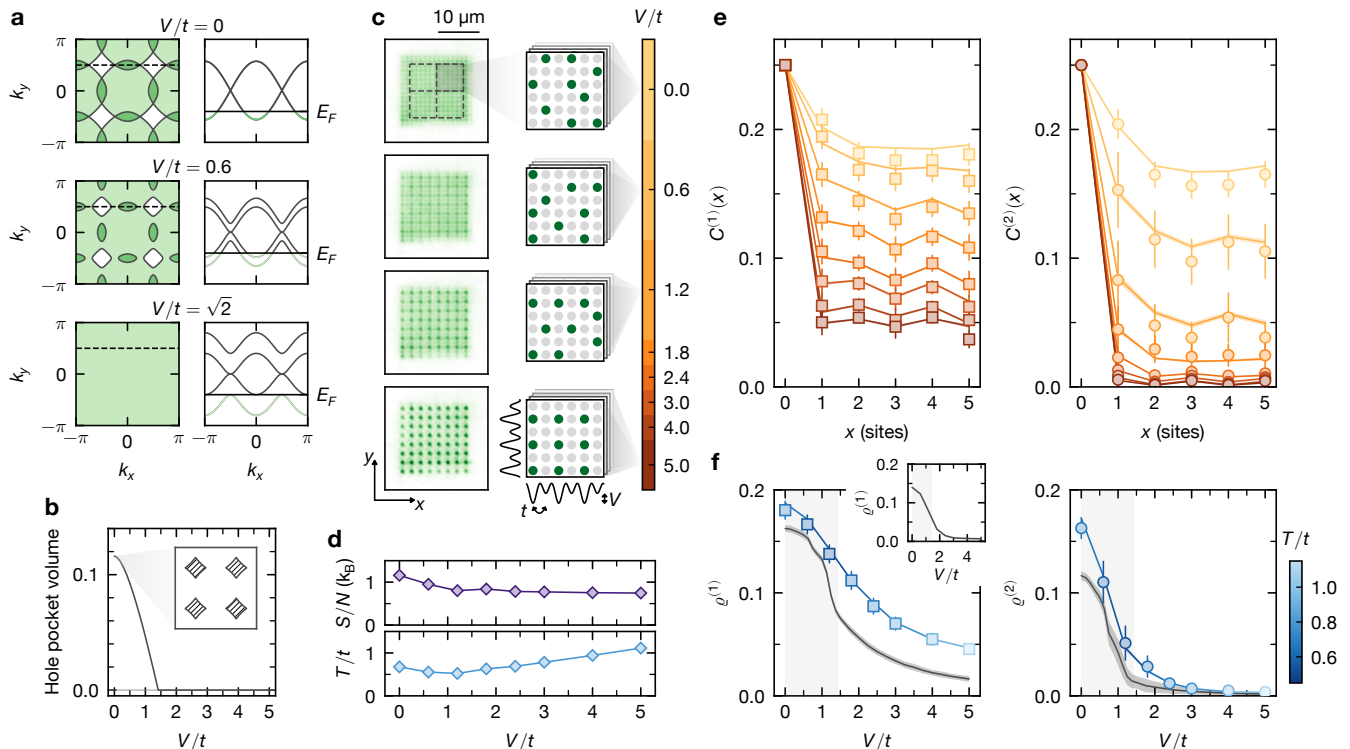 a
V/t = 0
π
0
−π
k_y
E_F
V/t = 0.6
π
0
−π
k_y
E_F
V/t = √2
π
0
−π
k_y
E_F
−π 0 π −π 0 π
k_x k_x
b
Hole pocket volume
0.1
0.0
0 1 2 3 4 5
V/t
c
10 μm
V/t
0.0
0.6
1.2
1.8
2.4
3.0
4.0
5.0
y
x
t
V
d
S/N (k_B)
1
0
T/t
1
0
0 1 2 3 4 5
V/t
e
C^(1)(x)
0.2
0.1
0.0
0 1 2 3 4 5
x (sites)
C^(2)(x)
0.2
0.1
0.0
0 1 2 3 4 5
x (sites)
f
ϱ^(1)
0.2
0.1
0.0
0 1 2 3 4 5
V/t
ϱ^(1)
0.2
0.1
0.0
0 2 4
V/t
ϱ^(2)
0.2
0.1
0.0
0 1 2 3 4 5
V/t
T/t
1.0
0.8
0.6